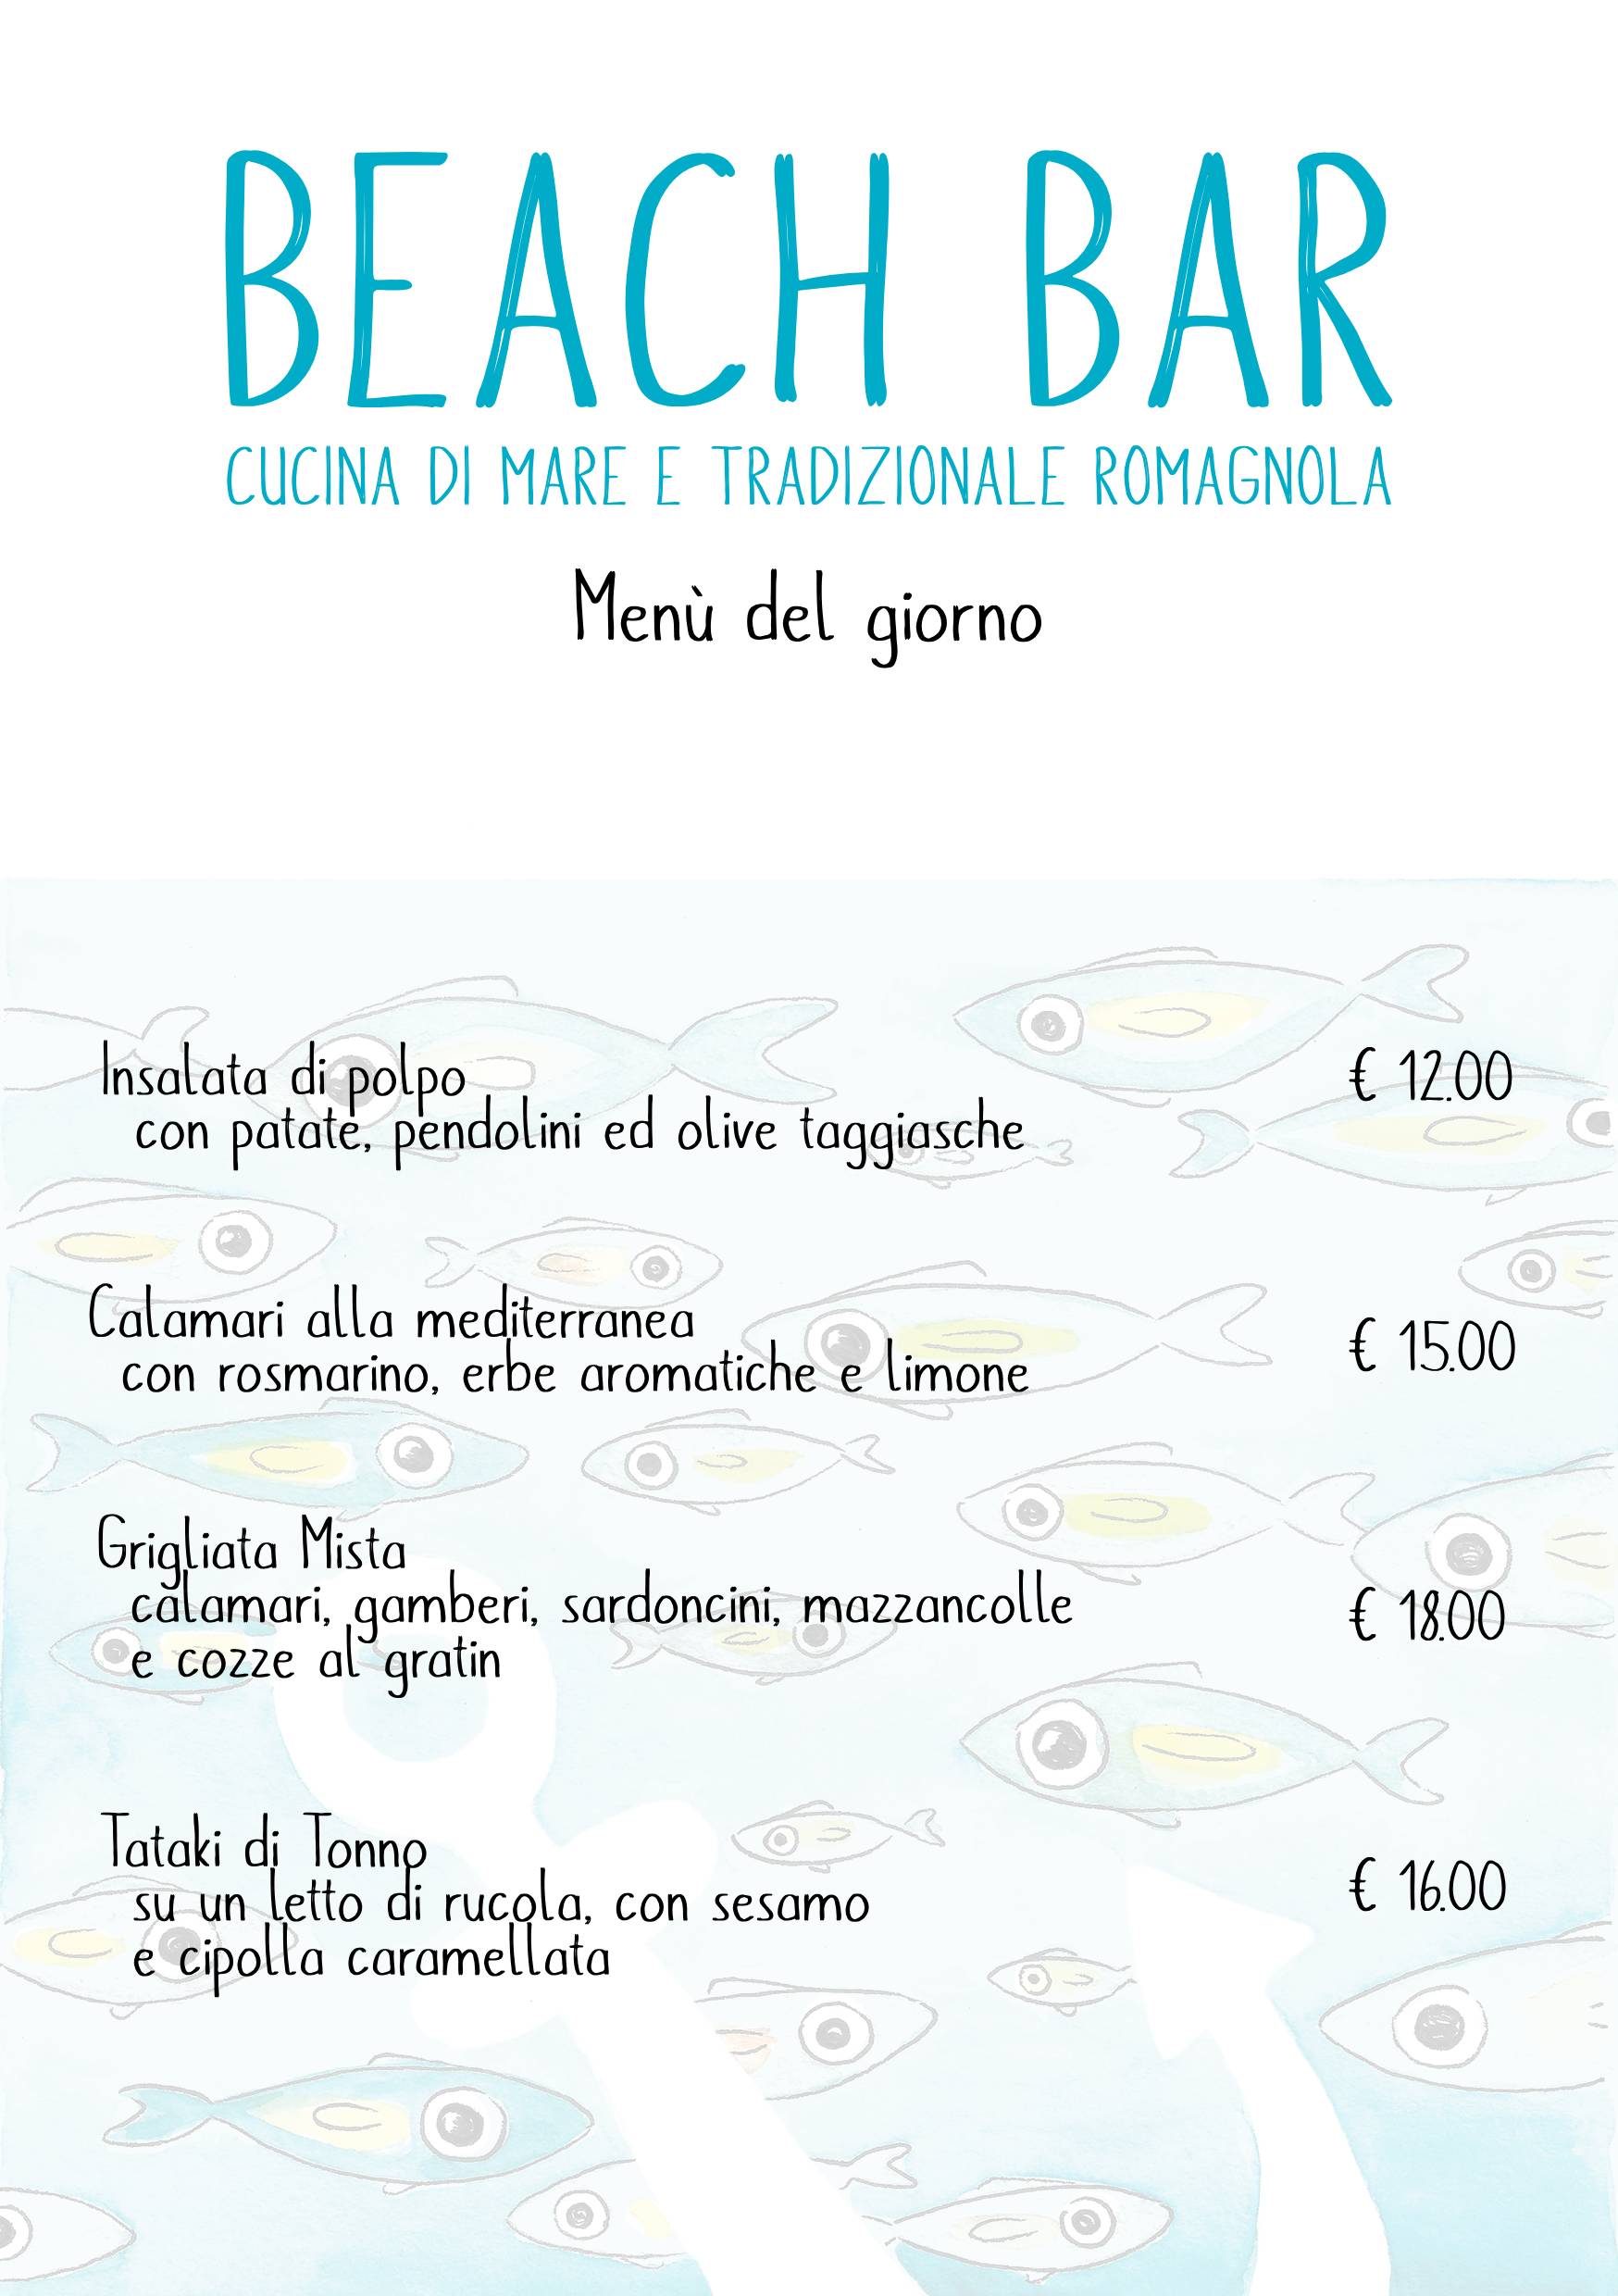 BEACH BAR
CUCINA DI MARE E TRADIZIONALE ROMAGNOLA
Menù del giorno
Insalata di polpo € 12.00
con patate, pendolini ed olive taggiasche
Calamari alla mediterranea € 15.00
con rosmarino, erbe aromatiche e limone
Grigliata Mista
calamari, gamberi, sardoncini, mazzancolle € 18.00
e cozze al gratin
Tataki di Tonno
su un letto di rucola, con sesamo € 16.00
e cipolla caramellata